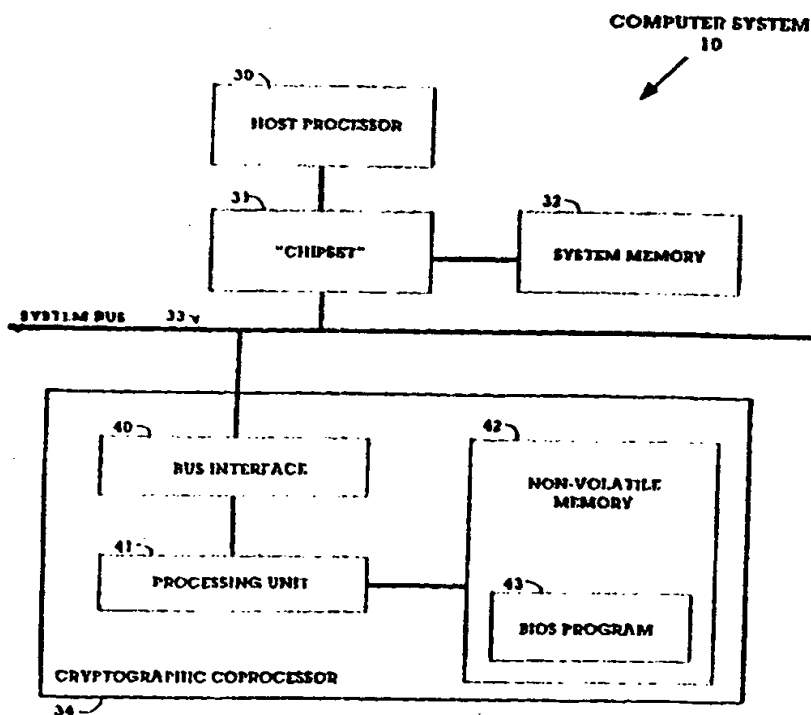 COMPUTER SYSTEM
10
30
HOST PROCESSOR
31
"CHIPSET"
32
SYSTEM MEMORY
SYSTEM BUS
33
40
BUS INTERFACE
42
NON-VOLATILE
MEMORY
41
PROCESSING UNIT
43
BIOS PROGRAM
CRYPTOGRAPHIC COPROCESSOR
34